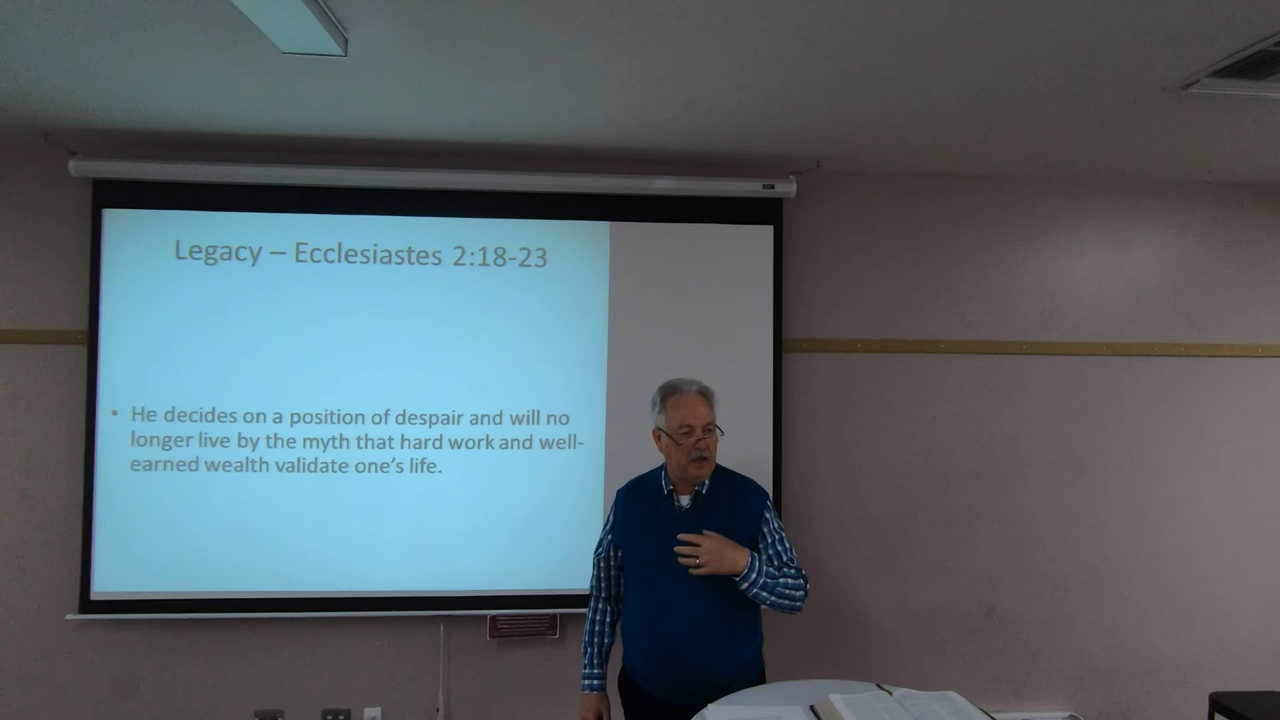 Legacy – Ecclesiastes 2:18-23
• He decides on a position of despair and will no
longer live by the myth that hard work and well-
earned wealth validate one's life.